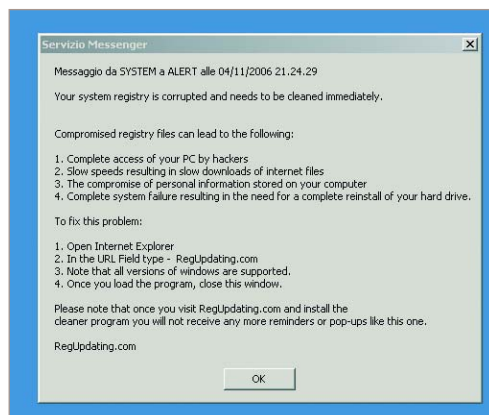 Servizio Messenger
Messaggio da SYSTEM a ALERT alle 04/11/2006 21.24.29
Your system registry is corrupted and needs to be cleaned immediately.
Compromised registry files can lead to the following:
1. Complete access of your PC by hackers
2. Slow speeds resulting in slow downloads of internet files
3. The compromise of personal information stored on your computer
4. Complete system failure resulting in the need for a complete reinstall of your hard drive.
To fix this problem:
1. Open Internet Explorer
2. In the URL Field type - RegUpdating.com
3. Note that all versions of windows are supported.
4. Once you load the program, close this window.
Please note that once you visit RegUpdating.com and install the
cleaner program you will not receive any more reminders or pop-ups like this one.
RegUpdating.com
OK